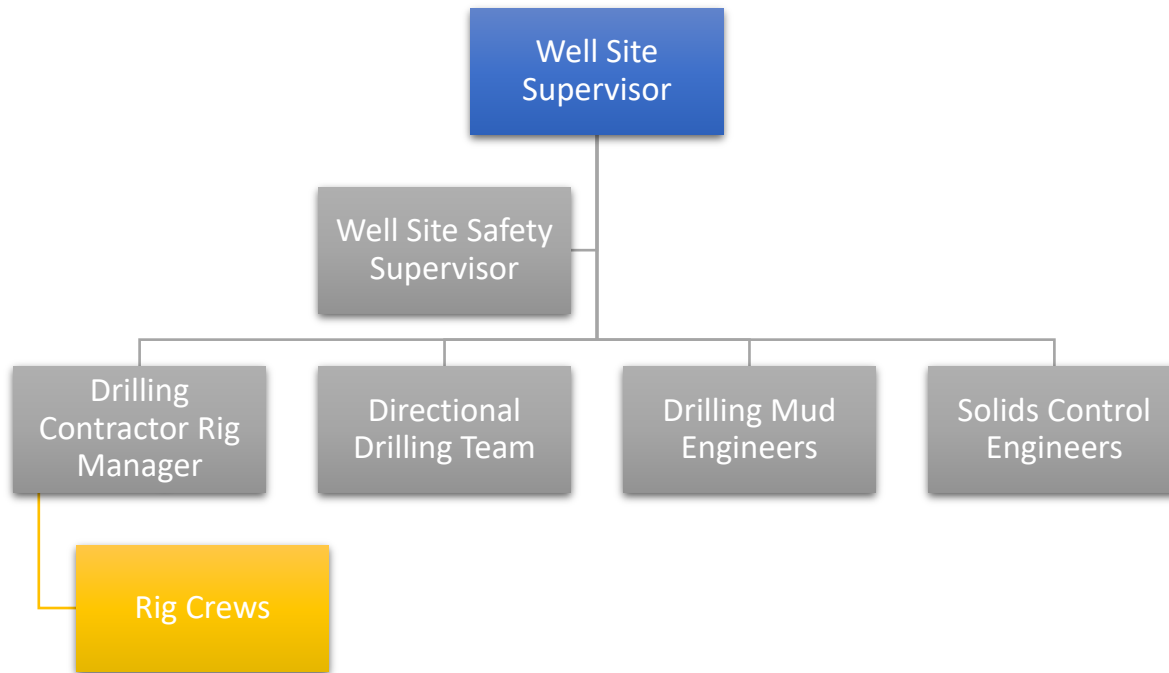 Well Site
Supervisor
Well Site Safety
Supervisor
Drilling
Contractor Rig
Manager
Directional
Drilling Team
Drilling Mud
Engineers
Solids Control
Engineers
Rig Crews